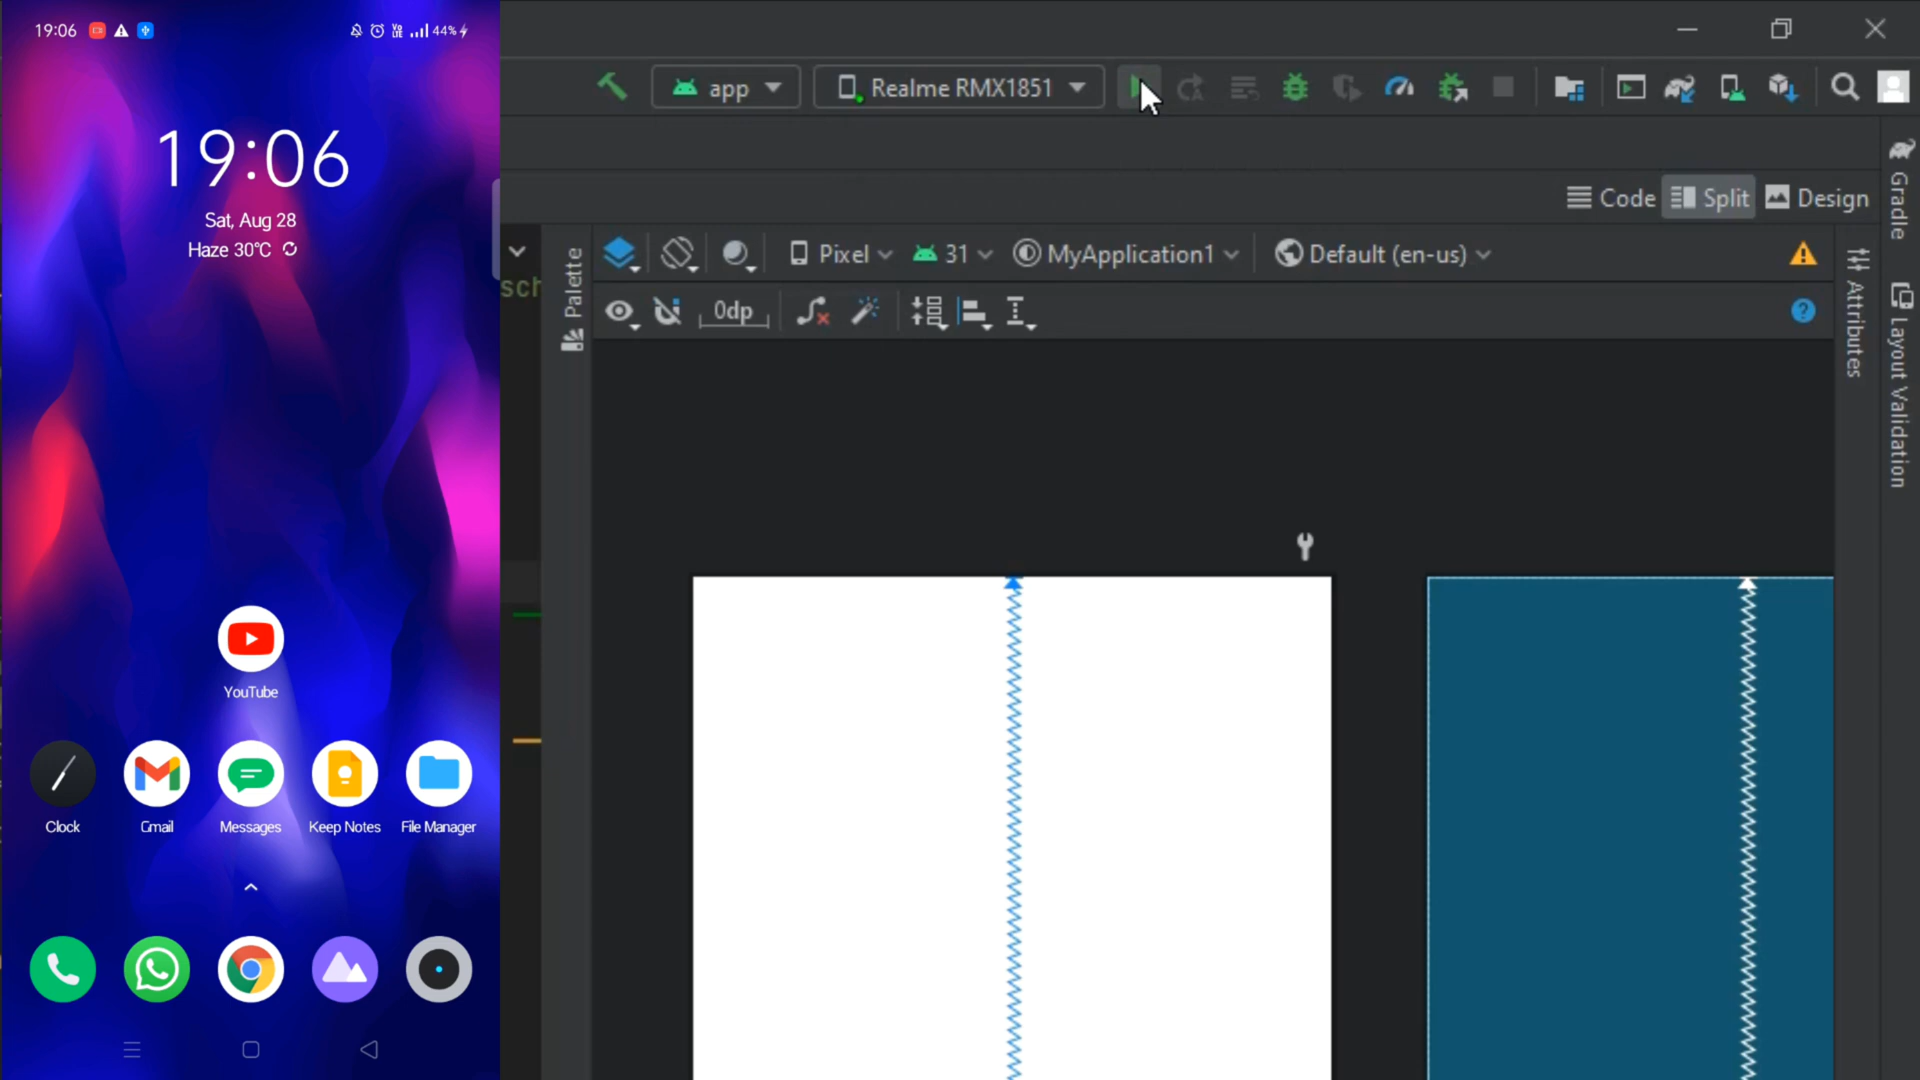 19:06
44%
19:06
Sat, Aug 28
Haze 30°C
YouTube
Clock
Gmail
Messages
Keep Notes
File Manager
app
Realme RMX1851
Code
Split
Design
Gradle
sch
Palette
Pixel
31
MyApplication1
Default (en-us)
0dp
Attributes
Layout Validation